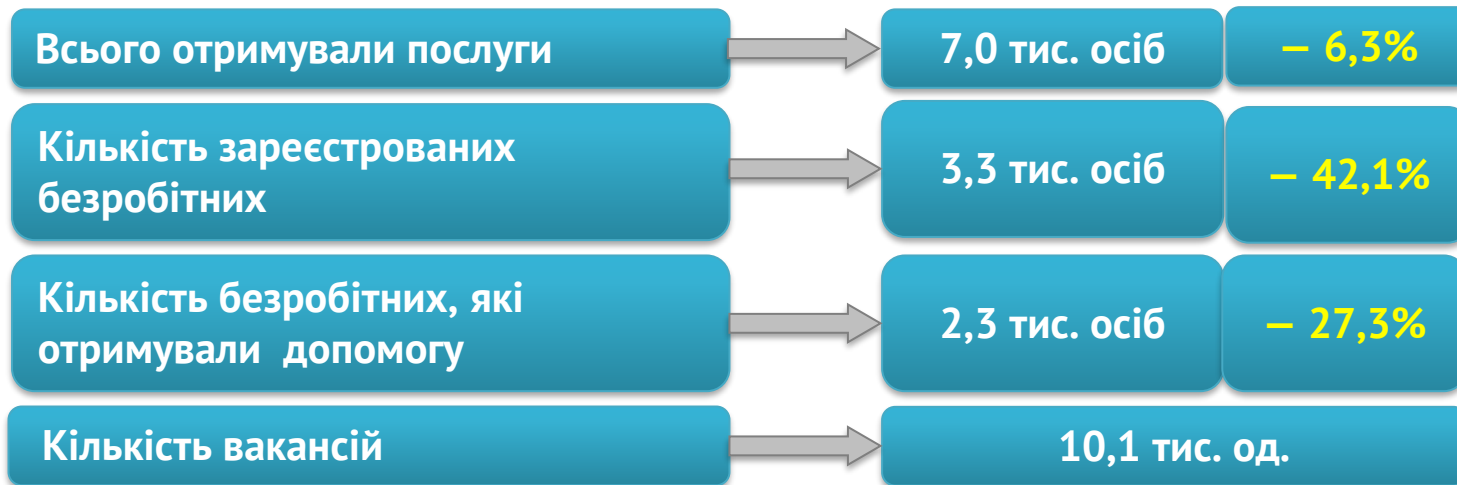 Всього отримували послуги
7,0 тис. осіб
— 6,3%
Кількість зареєстрованих
безробітних
3,3 тис. осіб
— 42,1%
Кількість безробітних, які
отримували допомогу
2,3 тис. осіб
— 27,3%
Кількість вакансій
10,1 тис. од.